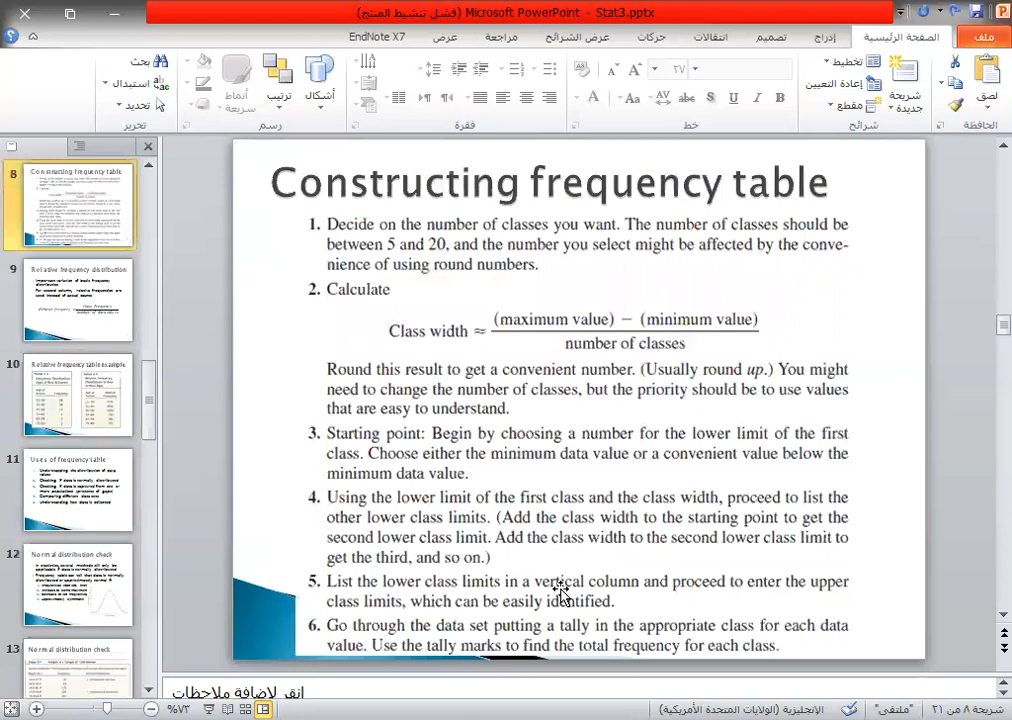 Stat3.pptx - Microsoft PowerPoint (فشل تنشيط المنتج)
ملف
الصفحة الرئيسية
إدراج
تصميم
انتقالات
حركات
عرض الشرائح
مراجعة
عرض
EndNote X7
لصق
شريحة جديدة
تخطيط
إعادة التعيين
مقطع
٢٧
أشكال
ترتيب
أنماط سريعة
بحث
استبدال
تحديد
الحافظة
شرائح
خط
فقرة
رسم
تحرير
8
Constructing frequency table
9
Relative frequency distribution
10
Relative frequency table example
11
Uses of frequency table
12
Normal distribution check
13
Normal distribution check
Constructing frequency table
1. Decide on the number of classes you want. The number of classes should be
between 5 and 20, and the number you select might be affected by the conve-
nience of using round numbers.
2. Calculate
Class width ≈ (maximum value) − (minimum value)
number of classes
Round this result to get a convenient number. (Usually round up.) You might
need to change the number of classes, but the priority should be to use values
that are easy to understand.
3. Starting point: Begin by choosing a number for the lower limit of the first
class. Choose either the minimum data value or a convenient value below the
minimum data value.
4. Using the lower limit of the first class and the class width, proceed to list the
other lower class limits. (Add the class width to the starting point to get the
second lower class limit. Add the class width to the second lower class limit to
get the third, and so on.)
5. List the lower class limits in a vertical column and proceed to enter the upper
class limits, which can be easily identified.
6. Go through the data set putting a tally in the appropriate class for each data
value. Use the tally marks to find the total frequency for each class.
انقر لإضافة ملاحظات
شريحة ٨ من ٢١
"ملتقى"
الإنجليزية (الولايات المتحدة الأمريكية)
٧٣%